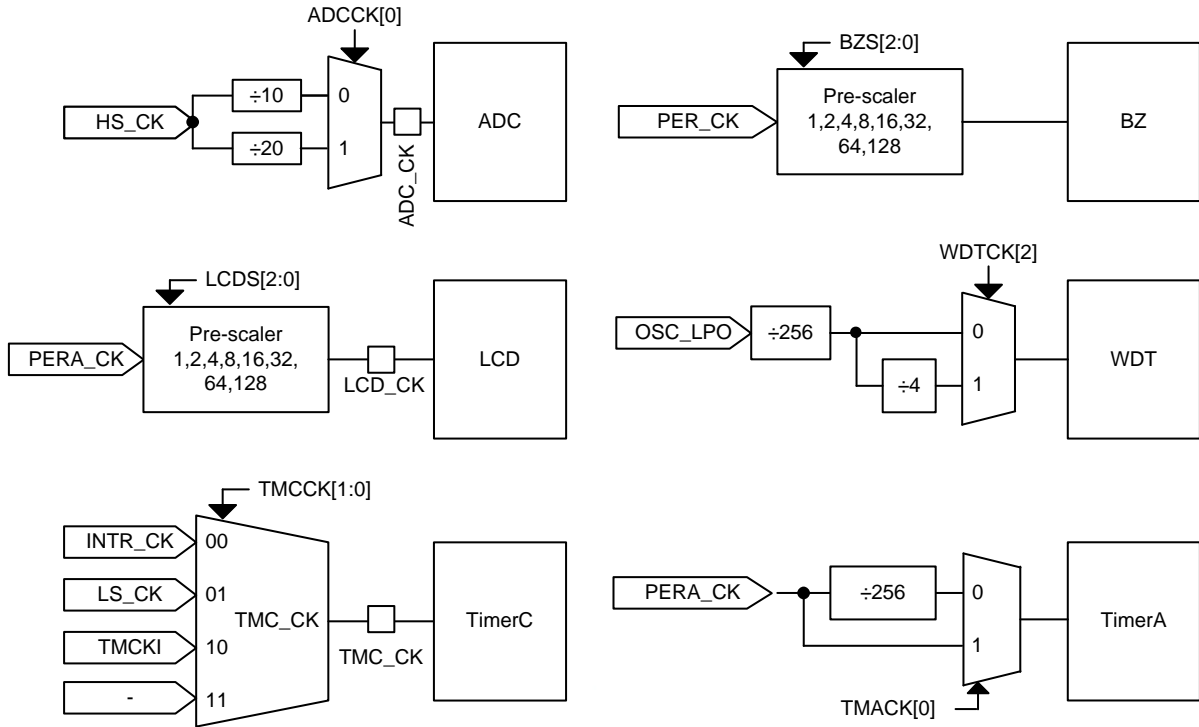 ADCCK[0]
HS_CK
÷10
÷20
0
1
ADC_CK
ADC
BZS[2:0]
PER_CK
Pre-scaler
1,2,4,8,16,32,
64,128
BZ
LCDS[2:0]
PERA_CK
Pre-scaler
1,2,4,8,16,32,
64,128
LCD_CK
LCD
WDTCK[2]
OSC_LPO
÷256
÷4
0
1
WDT
TMCCK[1:0]
INTR_CK
00
LS_CK
01
TMCKI
10
-
11
TMC_CK
TMC_CK
TimerC
PERA_CK
÷256
0
1
TMACK[0]
TimerA